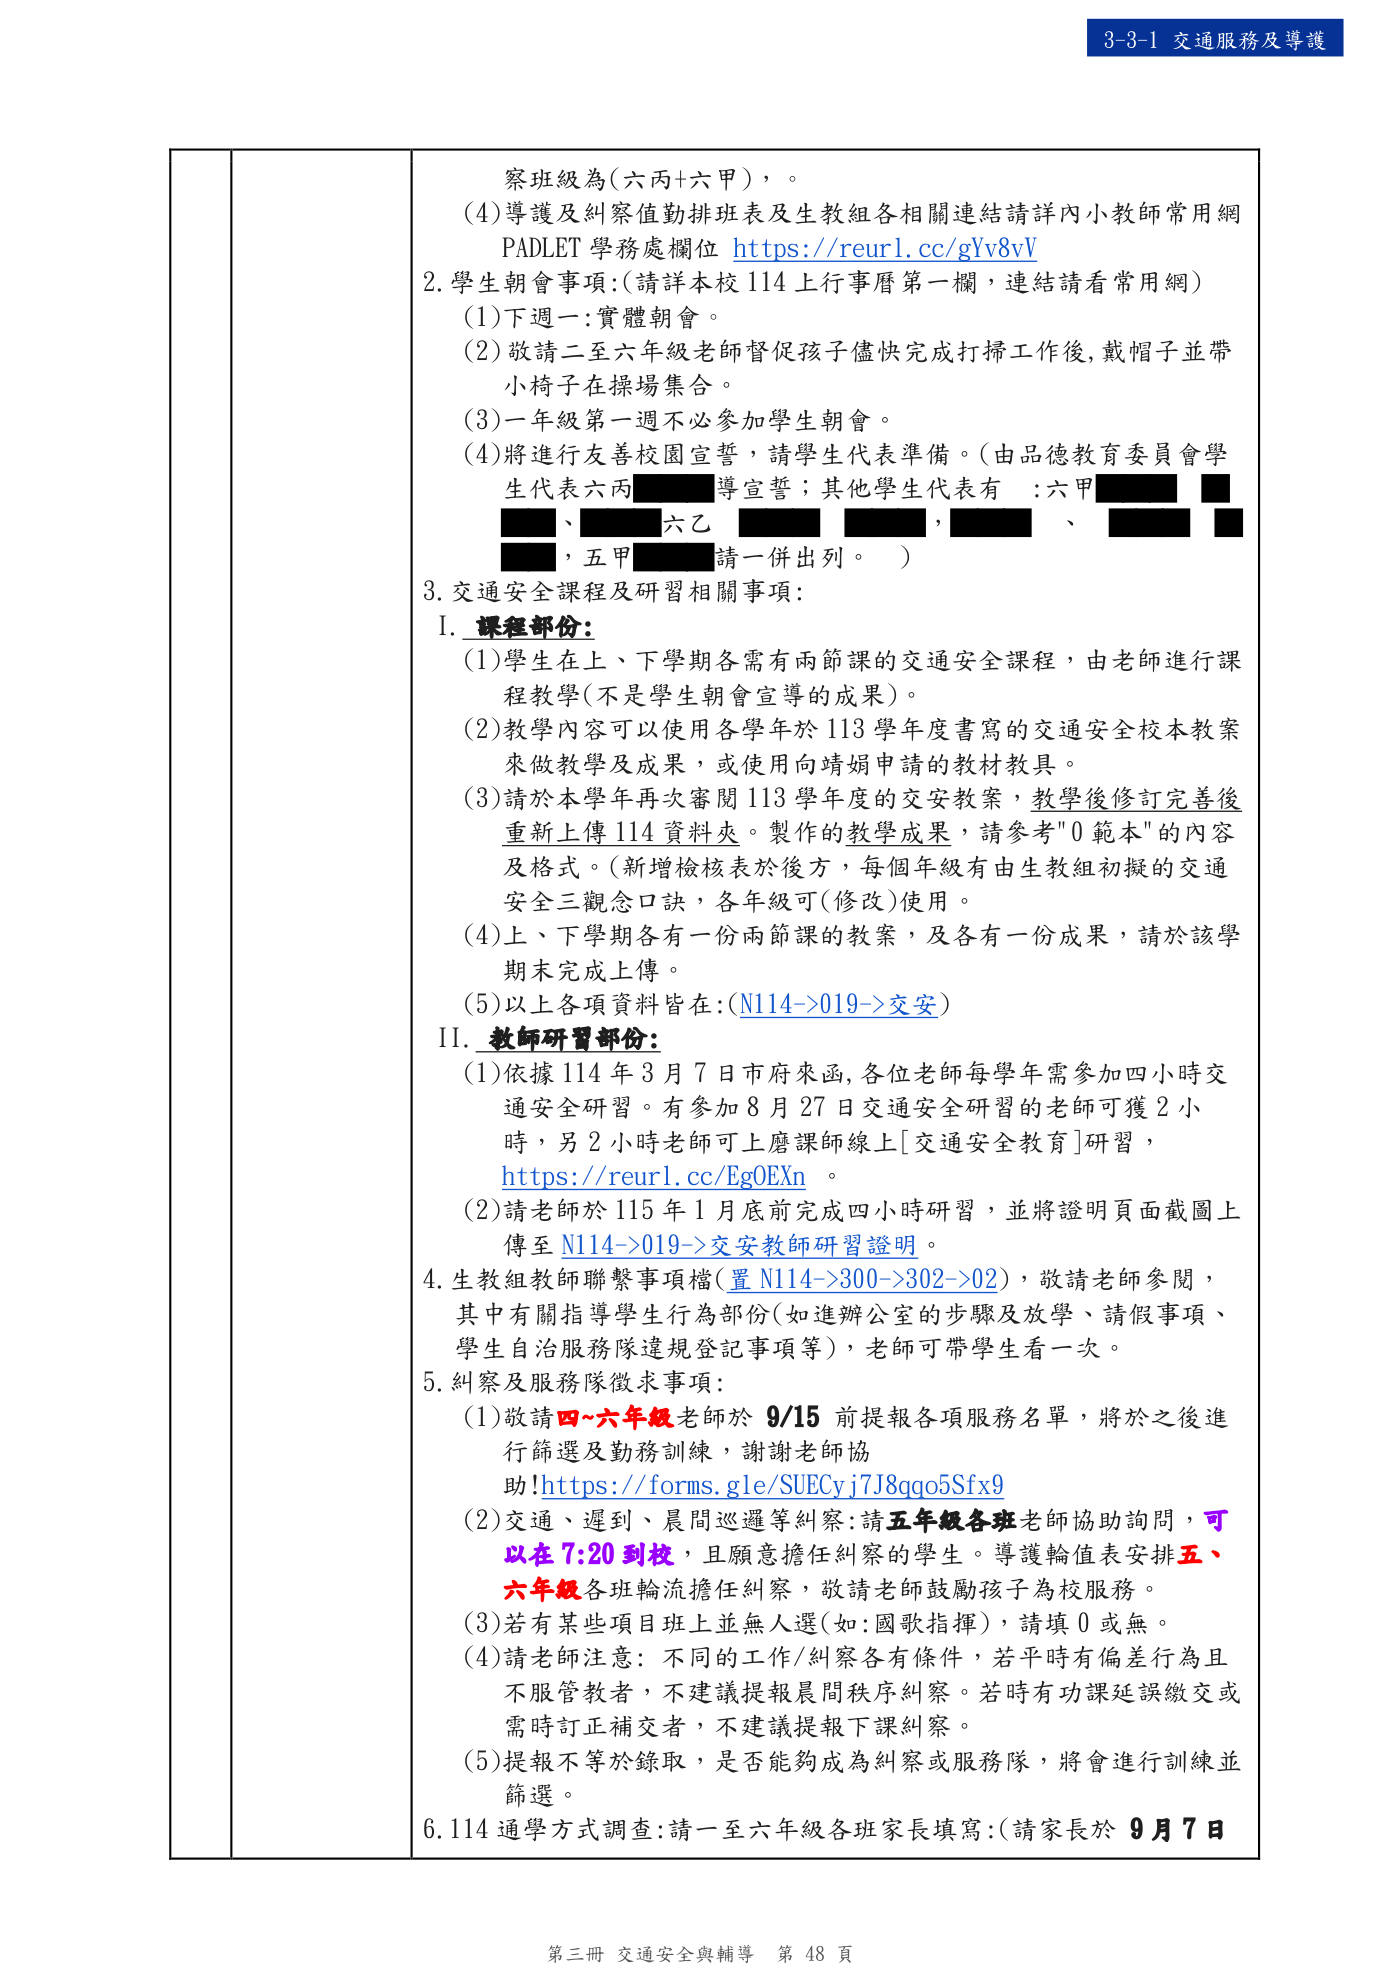 3-3-1 交通服務及導護
察班級為(六丙+六甲)，。
(4)導護及糾察值勤排班表及生教組各相關連結請詳內小教師常用網
PADLET 學務處欄位 https://reurl.cc/gYv8vV
2.學生朝會事項:(請詳本校 114 上行事曆第一欄，連結請看常用網)
(1)下週一:實體朝會。
(2)敬請二至六年級老師督促孩子儘快完成打掃工作後,戴帽子並帶
小椅子在操場集合。
(3)一年級第一週不必參加學生朝會。
(4)將進行友善校園宣誓，請學生代表準備。(由品德教育委員會學
生代表六丙 導宣誓；其他學生代表有 :六甲
、 六乙 ， 、
，五甲 請一併出列。 )
3.交通安全課程及研習相關事項:
I. 課程部份:
(1)學生在上、下學期各需有兩節課的交通安全課程，由老師進行課
程教學(不是學生朝會宣導的成果)。
(2)教學內容可以使用各學年於 113 學年度書寫的交通安全校本教案
來做教學及成果，或使用向靖娟申請的教材教具。
(3)請於本學年再次審閱 113 學年度的交安教案，教學後修訂完善後
重新上傳 114 資料夾。製作的教學成果，請參考"0 範本"的內容
及格式。(新增檢核表於後方，每個年級有由生教組初擬的交通
安全三觀念口訣，各年級可(修改)使用。
(4)上、下學期各有一份兩節課的教案，及各有一份成果，請於該學
期末完成上傳。
(5)以上各項資料皆在:(N114->019->交安)
II. 教師研習部份:
(1)依據 114 年 3 月 7 日市府來函,各位老師每學年需參加四小時交
通安全研習。有參加 8 月 27 日交通安全研習的老師可獲 2 小
時，另 2 小時老師可上磨課師線上[交通安全教育]研習，
https://reurl.cc/EgOEXn 。
(2)請老師於 115 年 1 月底前完成四小時研習，並將證明頁面截圖上
傳至 N114->019->交安教師研習證明。
4.生教組教師聯繫事項檔(置 N114->300->302->02)，敬請老師參閱，
其中有關指導學生行為部份(如進辦公室的步驟及放學、請假事項、
學生自治服務隊違規登記事項等)，老師可帶學生看一次。
5.糾察及服務隊徵求事項:
(1)敬請四~六年級老師於 9/15 前提報各項服務名單，將於之後進
行篩選及勤務訓練，謝謝老師協
助!https://forms.gle/SUECyj7J8qqo5Sfx9
(2)交通、遲到、晨間巡邏等糾察:請五年級各班老師協助詢問，可
以在 7:20 到校，且願意擔任糾察的學生。導護輪值表安排五、
六年級各班輪流擔任糾察，敬請老師鼓勵孩子為校服務。
(3)若有某些項目班上並無人選(如:國歌指揮)，請填 0 或無。
(4)請老師注意: 不同的工作/糾察各有條件，若平時有偏差行為且
不服管教者，不建議提報晨間秩序糾察。若時有功課延誤繳交或
需時訂正補交者，不建議提報下課糾察。
(5)提報不等於錄取，是否能夠成為糾察或服務隊，將會進行訓練並
篩選。
6.114 通學方式調查:請一至六年級各班家長填寫:(請家長於 9 月 7 日
第三冊 交通安全與輔導 第 48 頁